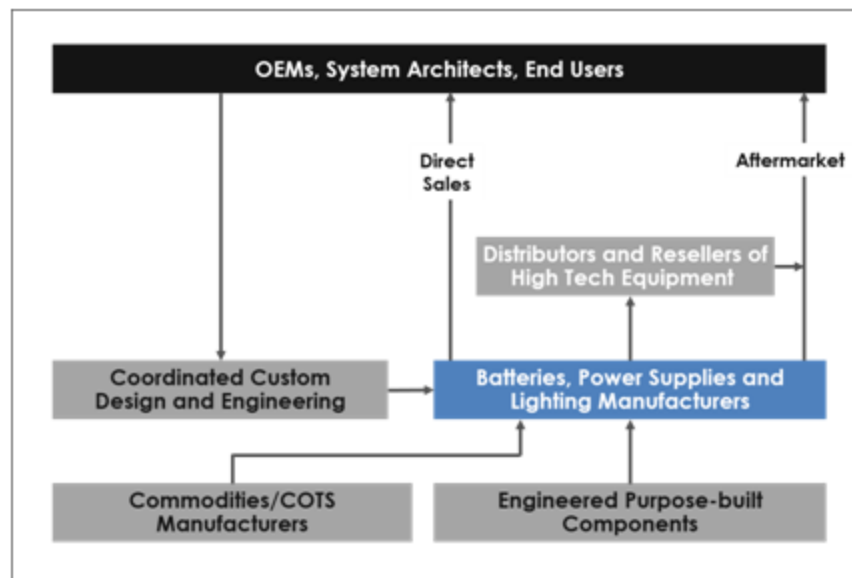 OEMs, System Architects, End Users
Direct
Sales
Aftermarket
Distributors and Resellers of
High Tech Equipment
Coordinated Custom
Design and Engineering
Batteries, Power Supplies and
Lighting Manufacturers
Commodities/COTS
Manufacturers
Engineered Purpose-built
Components